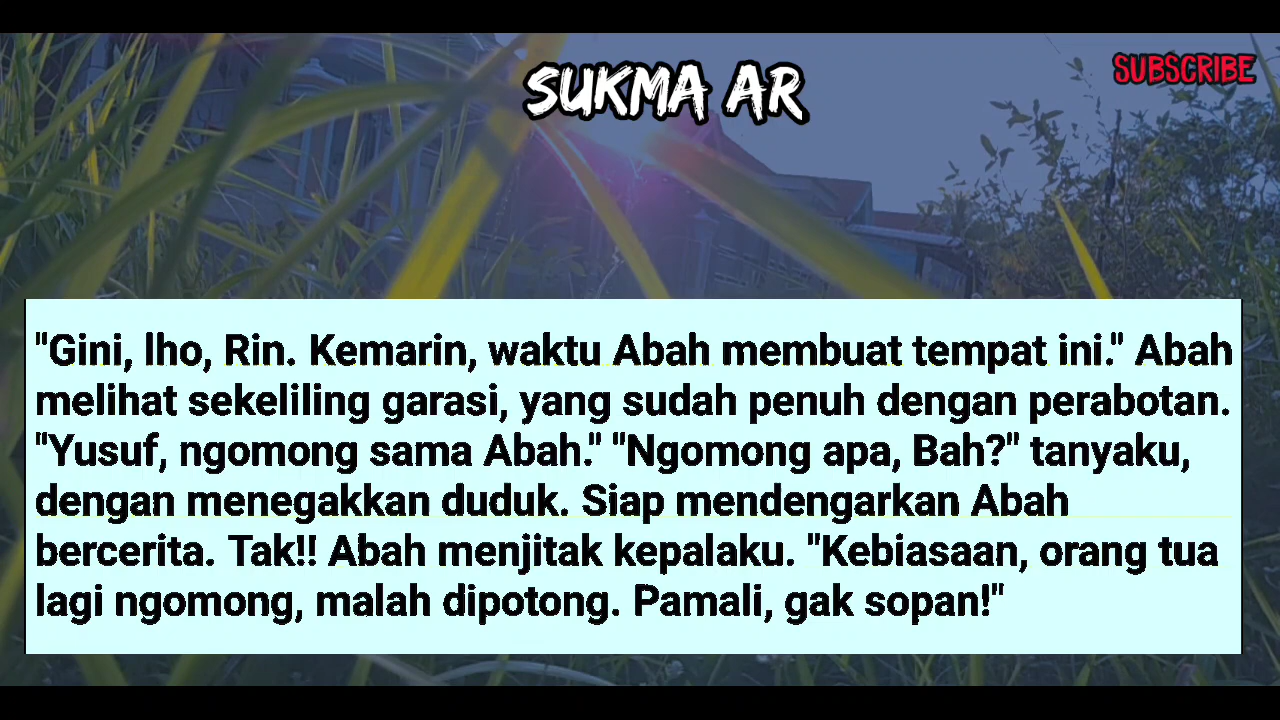 SUKMA AR
SUBSCRIBE
"Gini, lho, Rin. Kemarin, waktu Abah membuat tempat ini." Abah
melihat sekeliling garasi, yang sudah penuh dengan perabotan.
"Yusuf, ngomong sama Abah." "Ngomong apa, Bah?" tanyaku,
dengan menegakkan duduk. Siap mendengarkan Abah
bercerita. Tak!! Abah menjitak kepalaku. "Kebiasaan, orang tua
lagi ngomong, malah dipotong. Pamali, gak sopan!"